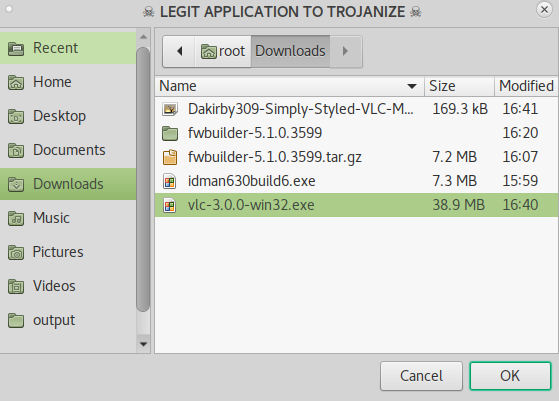 ☠ LEGIT APPLICATION TO TROJANIZE ☠
Recent
Home
Desktop
Documents
Downloads
Music
Pictures
Videos
output
root Downloads
Name Size Modified
Dakirby309-Simply-Styled-VLC-M... 169.3 kB 16:41
fwbuilder-5.1.0.3599 16:20
fwbuilder-5.1.0.3599.tar.gz 7.2 MB 16:07
idman630build6.exe 7.3 MB 15:59
vlc-3.0.0-win32.exe 38.9 MB 16:40
Cancel OK